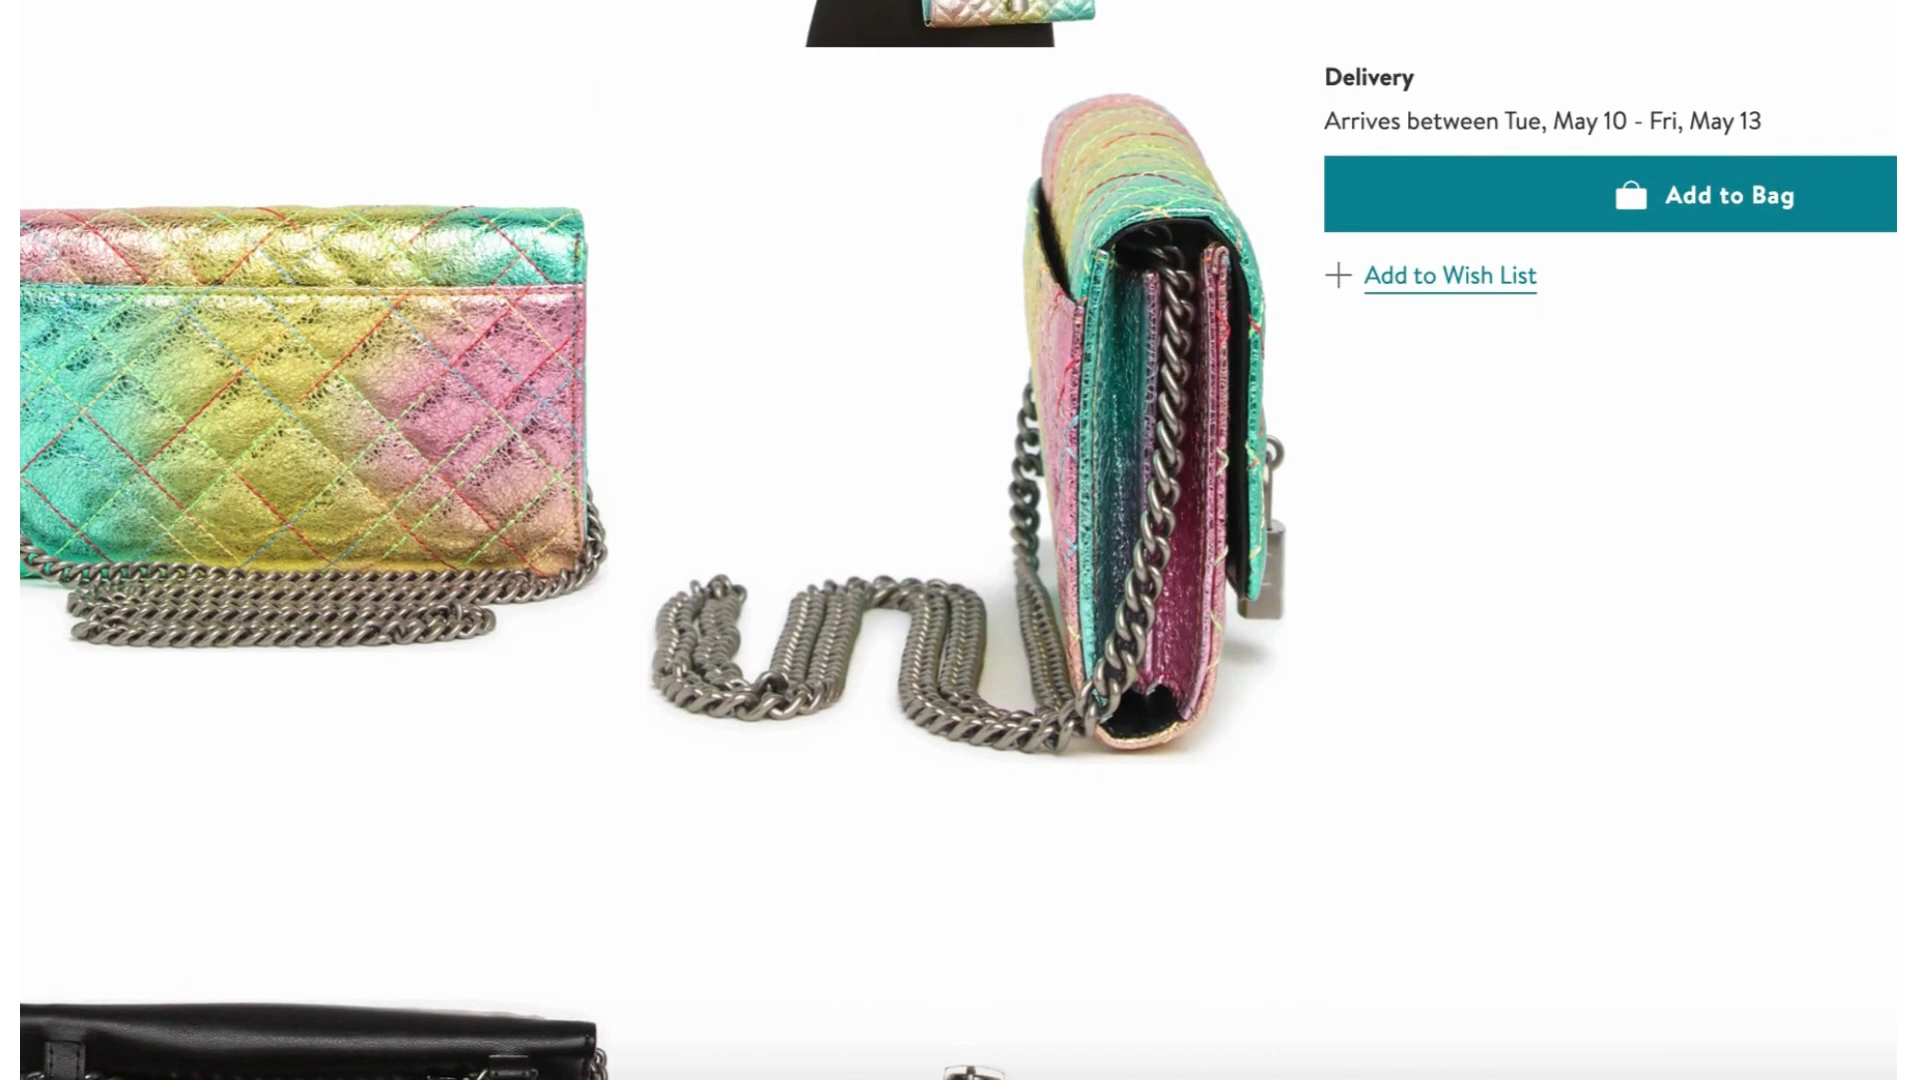 Delivery
Arrives between Tue, May 10 - Fri, May 13
Add to Bag
Add to Wish List